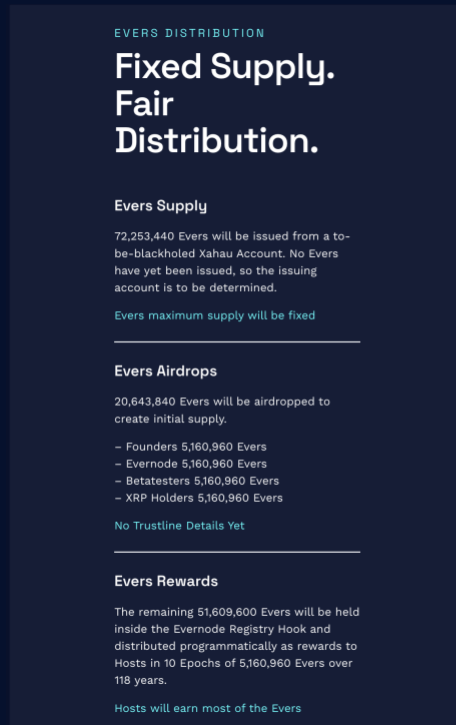 EVERS DISTRIBUTION
Fixed Supply.
Fair
Distribution.
Evers Supply
72,253,440 Evers will be issued from a to-
be-blackholed Xahau Account. No Evers
have yet been issued, so the issuing
account is to be determined.
Evers maximum supply will be fixed
Evers Airdrops
20,643,840 Evers will be airdropped to
create initial supply.
– Founders 5,160,960 Evers
– Evernode 5,160,960 Evers
– Betatesters 5,160,960 Evers
– XRP Holders 5,160,960 Evers
No Trustline Details Yet
Evers Rewards
The remaining 51,609,600 Evers will be held
inside the Evernode Registry Hook and
distributed programmatically as rewards to
Hosts in 10 Epochs of 5,160,960 Evers over
118 years.
Hosts will earn most of the Evers